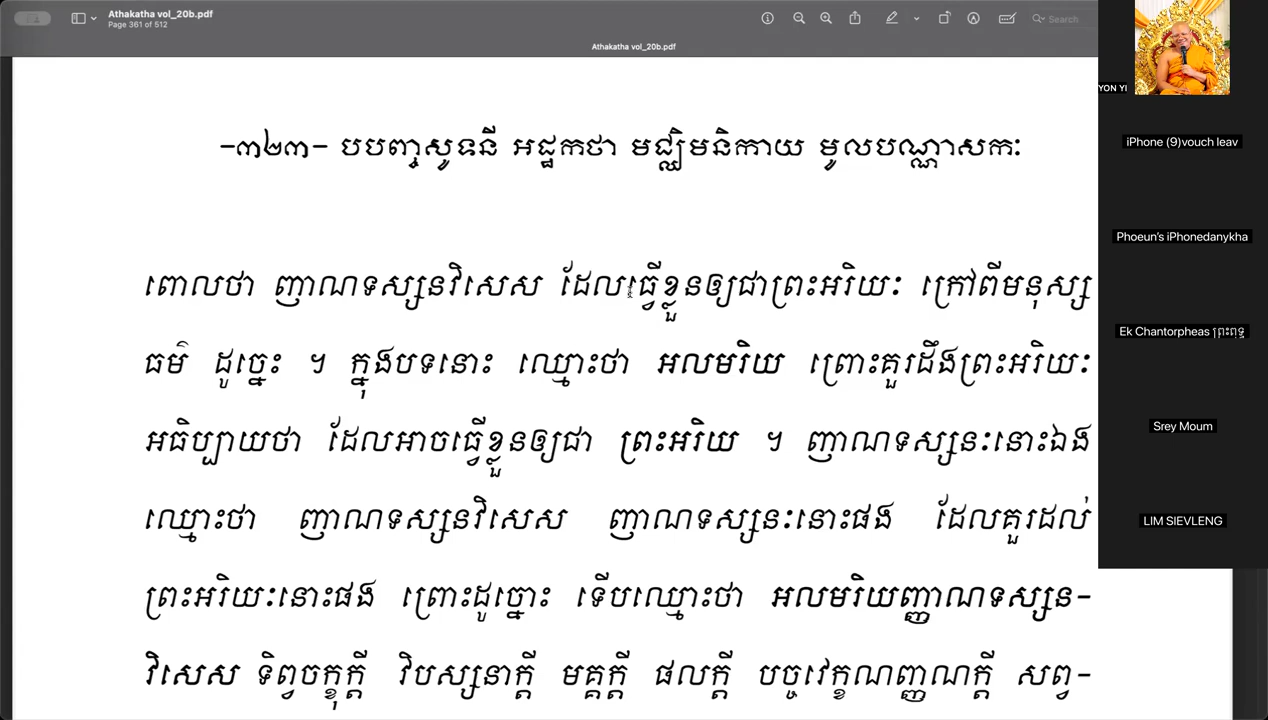 Athakatha vol_20b.pdf
Page 361 of 512
Search
Athakatha vol_20b.pdf
-៣២៣- បបញ្ចសូទនី អដ្ឋកថា មជ្ឈិមនិកាយ មូលបណ្ណាសកៈ
ពោលថា ញាណទស្សនវិសេស ដែលធ្វើខ្លួនឲ្យជាព្រះអរិយៈ ក្រៅពីមនុស្ស
ធម៌ ដូច្នេះ ។ ក្នុងបទនោះ ឈ្មោះថា អលមរិយ ព្រោះគួរដឹងព្រះអរិយៈ
អធិប្បាយថា ដែលអាចធ្វើខ្លួនឲ្យជា ព្រះអរិយ ។ ញាណទស្សនៈនោះឯង
ឈ្មោះថា ញាណទស្សនវិសេស ញាណទស្សនៈនោះផង ដែលគួរដល់
ព្រះអរិយៈនោះផង ព្រោះដូច្នោះ ទើបឈ្មោះថា អលមរិយញ្ញាណទស្សន-
វិសេស ទិព្វចក្ខុក្តី វិបស្សនាក្តី មគ្គក្តី ផលក្តី បច្ចវេក្ខណញ្ញាណក្តី សព្វ-
YON YI
iPhone (9)vouch leav
Phoeun's iPhonedanykha
Ek Chantorpheas ព្រះពុទ្ធ
Srey Moum
LIM SIEVLENG